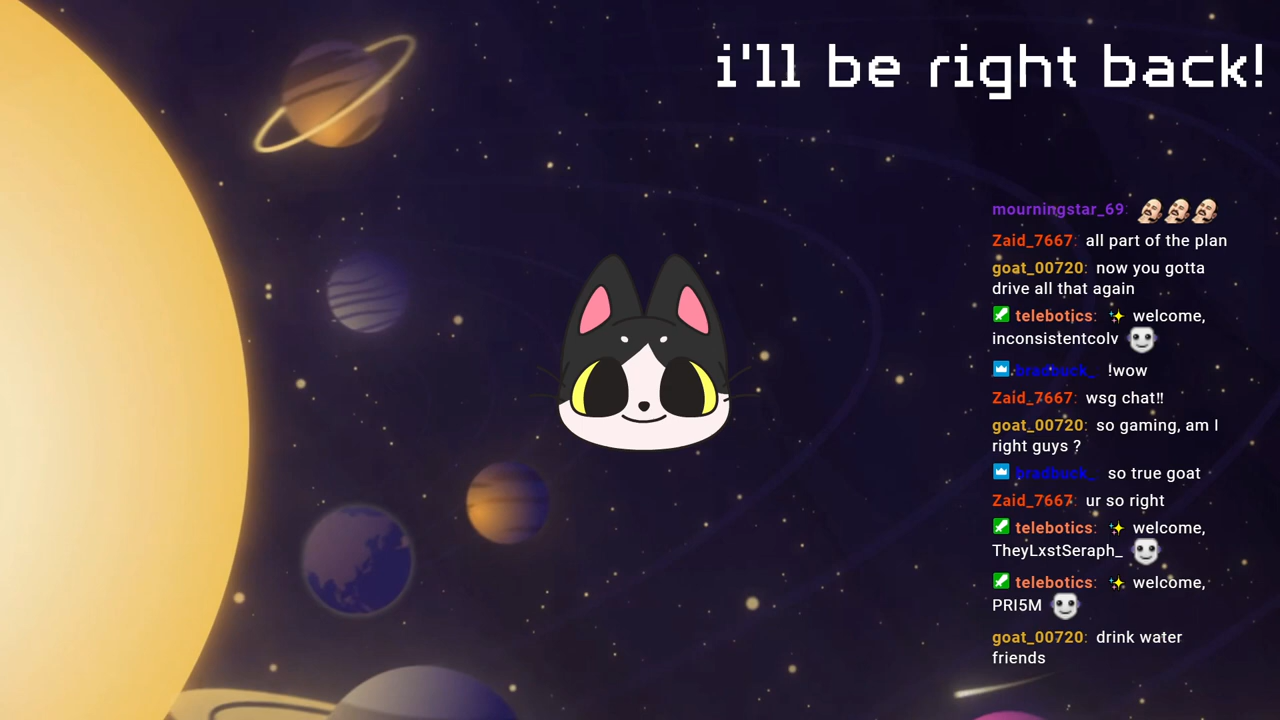 i'll be right back!
mourningstar_69:
Zaid_7667: all part of the plan
goat_00720: now you gotta
drive all that again
telebotics: ✨ welcome,
inconsistentcolv
bradbuck_: !wow
Zaid_7667: wsg chat!!
goat_00720: so gaming, am I
right guys ?
bradbuck_: so true goat
Zaid_7667: ur so right
telebotics: ✨ welcome,
TheyLxstSeraph_
telebotics: ✨ welcome,
PRI5M
goat_00720: drink water
friends